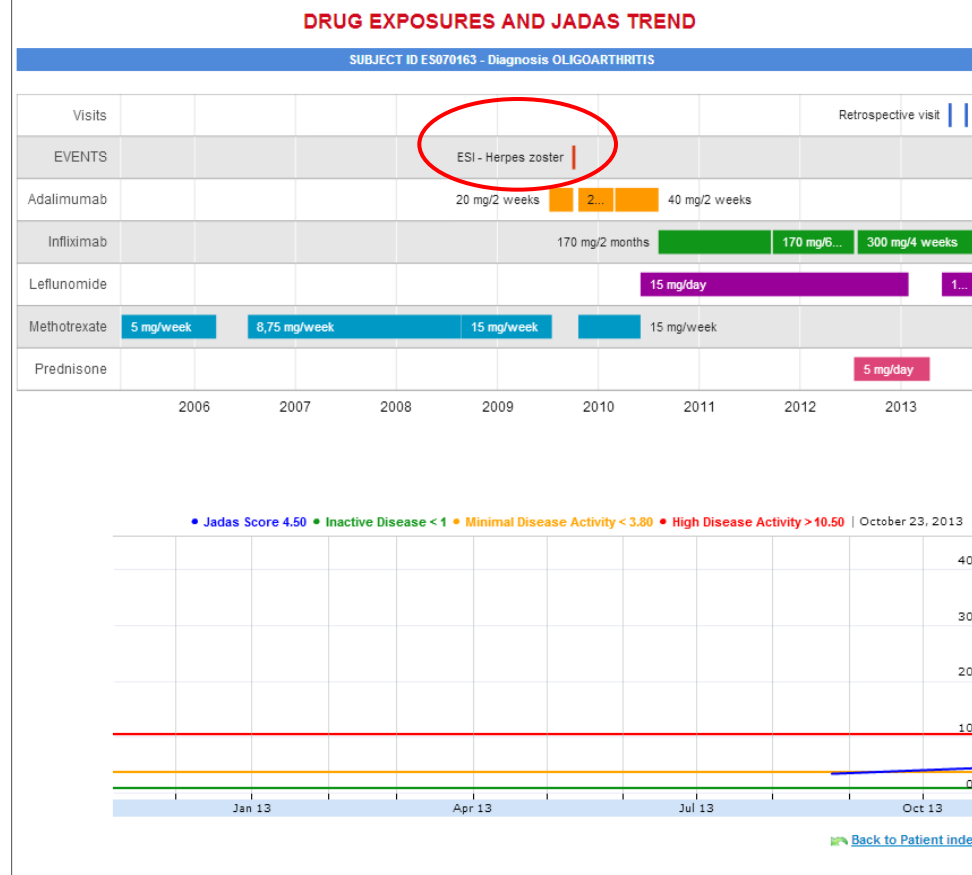 DRUG EXPOSURES AND JADAS TREND
SUBJECT ID ES070163 - Diagnosis OLIGOARTHRITIS
Visits Retrospective visit
EVENTS ESI - Herpes zoster
Adalimumab 20 mg/2 weeks 2... 40 mg/2 weeks
Infliximab 170 mg/2 months 170 mg/6... 300 mg/4 weeks
Leflunomide 15 mg/day 1...
Methotrexate 5 mg/week 8,75 mg/week 15 mg/week 15 mg/week
Prednisone 5 mg/day
2006 2007 2008 2009 2010 2011 2012 2013
• Jadas Score 4.50 • Inactive Disease < 1 • Minimal Disease Activity < 3.80 • High Disease Activity > 10.50 | October 23, 2013
40
30
20
10
0
Jan 13 Apr 13 Jul 13 Oct 13
Back to Patient inde